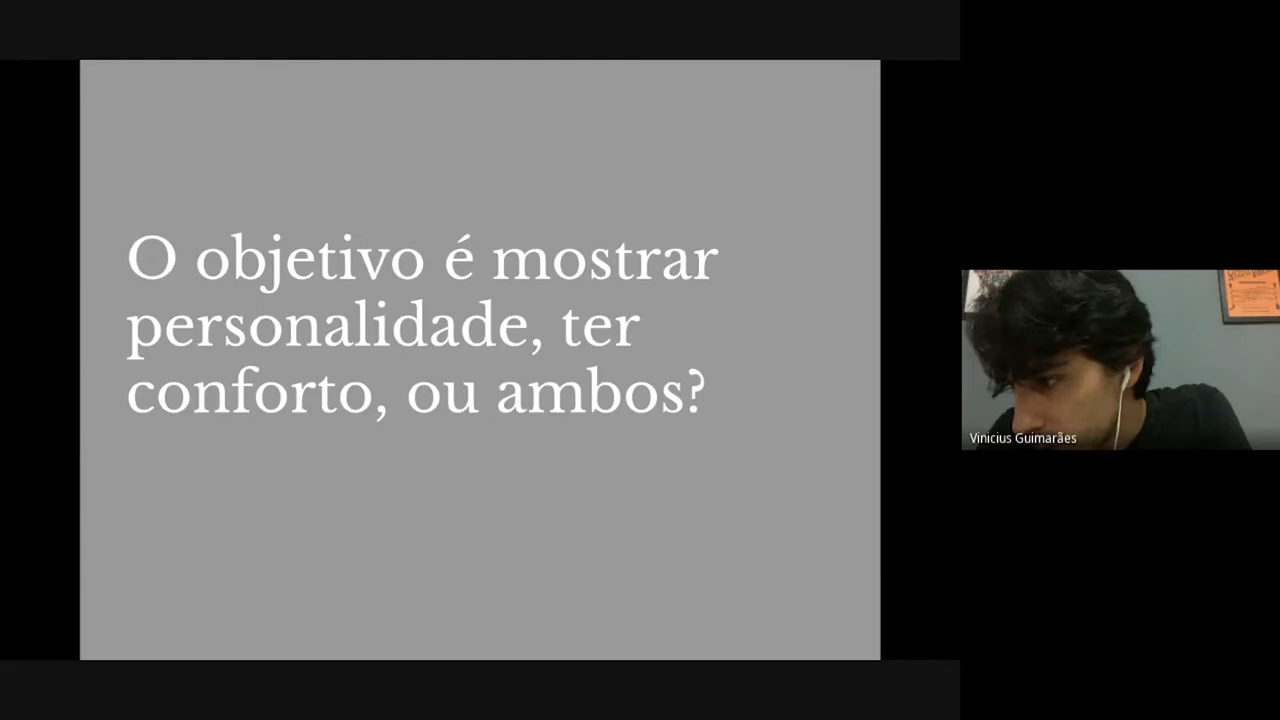 O objetivo é mostrar
personalidade, ter
conforto, ou ambos?
Vinicius Guimarães